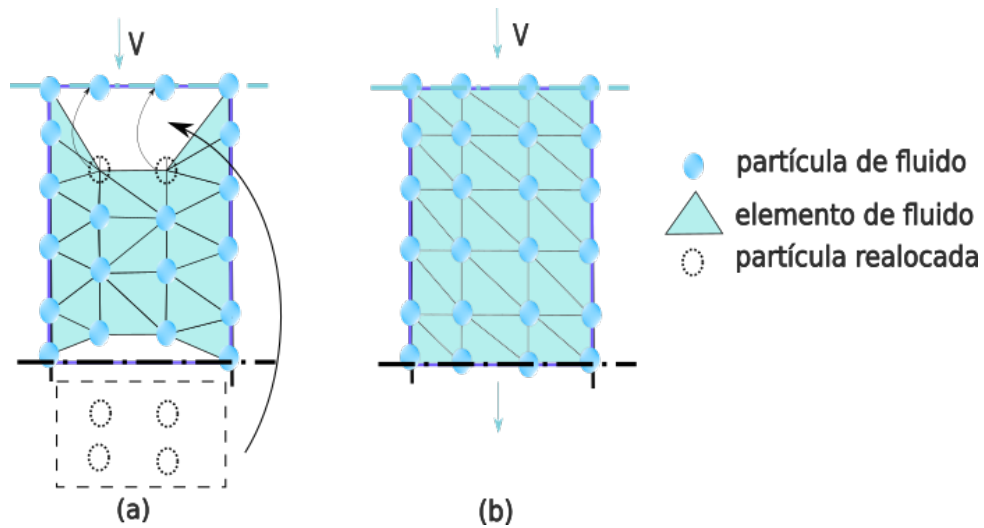 V
V
partícula de fluido
elemento de fluido
partícula realocada
(a)
(b)